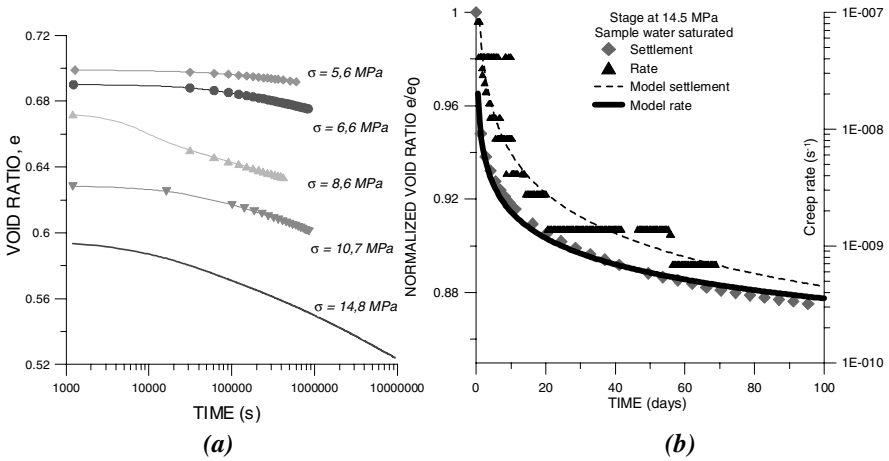 0.72
0.68
0.64
0.6
0.56
0.52
VOID RATIO, e
σ = 5,6 MPa
σ = 6,6 MPa
σ = 8,6 MPa
σ = 10,7 MPa
σ = 14,8 MPa
1000 10000 100000 1000000 10000000
TIME (s)
(a)
1
0.96
0.92
0.88
NORMALIZED VOID RATIO e/e0
Stage at 14.5 MPa
Sample water saturated
Settlement
Rate
Model settlement
Model rate
1E-007
1E-008
1E-009
1E-010
Creep rate (s-1)
0 20 40 60 80 100
TIME (days)
(b)